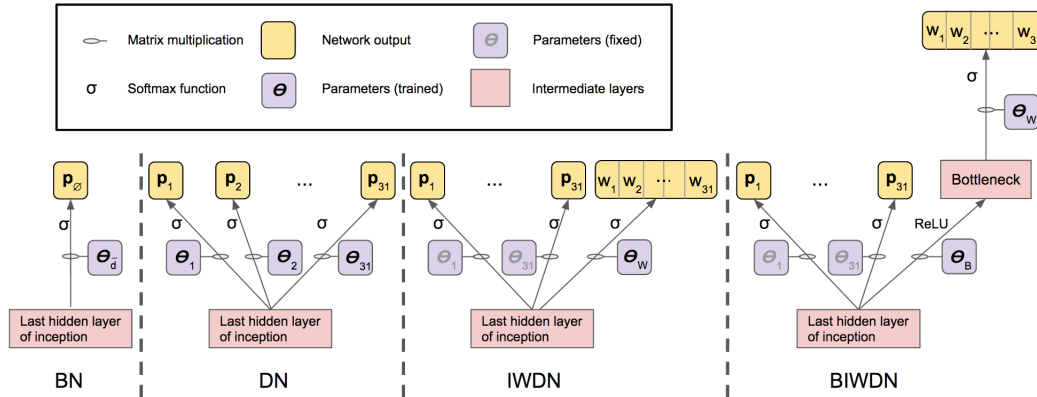 Matrix multiplication
Network output
Θ
Parameters (fixed)
σ
Softmax function
Θ
Parameters (trained)
Intermediate layers
w1 w2 ... w3
σ
ΘW
p∅
σ
Θd̄
Last hidden layer
of inception
BN
p1
p2
...
p31
σ
σ
σ
Θ1
Θ2
Θ31
Last hidden layer
of inception
DN
p1
...
p31
w1 w2 ... w31
σ
σ
σ
Θ1
Θ31
ΘW
Last hidden layer
of inception
IWDN
p1
...
p31
Bottleneck
σ
σ
ReLU
Θ1
Θ31
ΘB
Last hidden layer
of inception
BIWDN